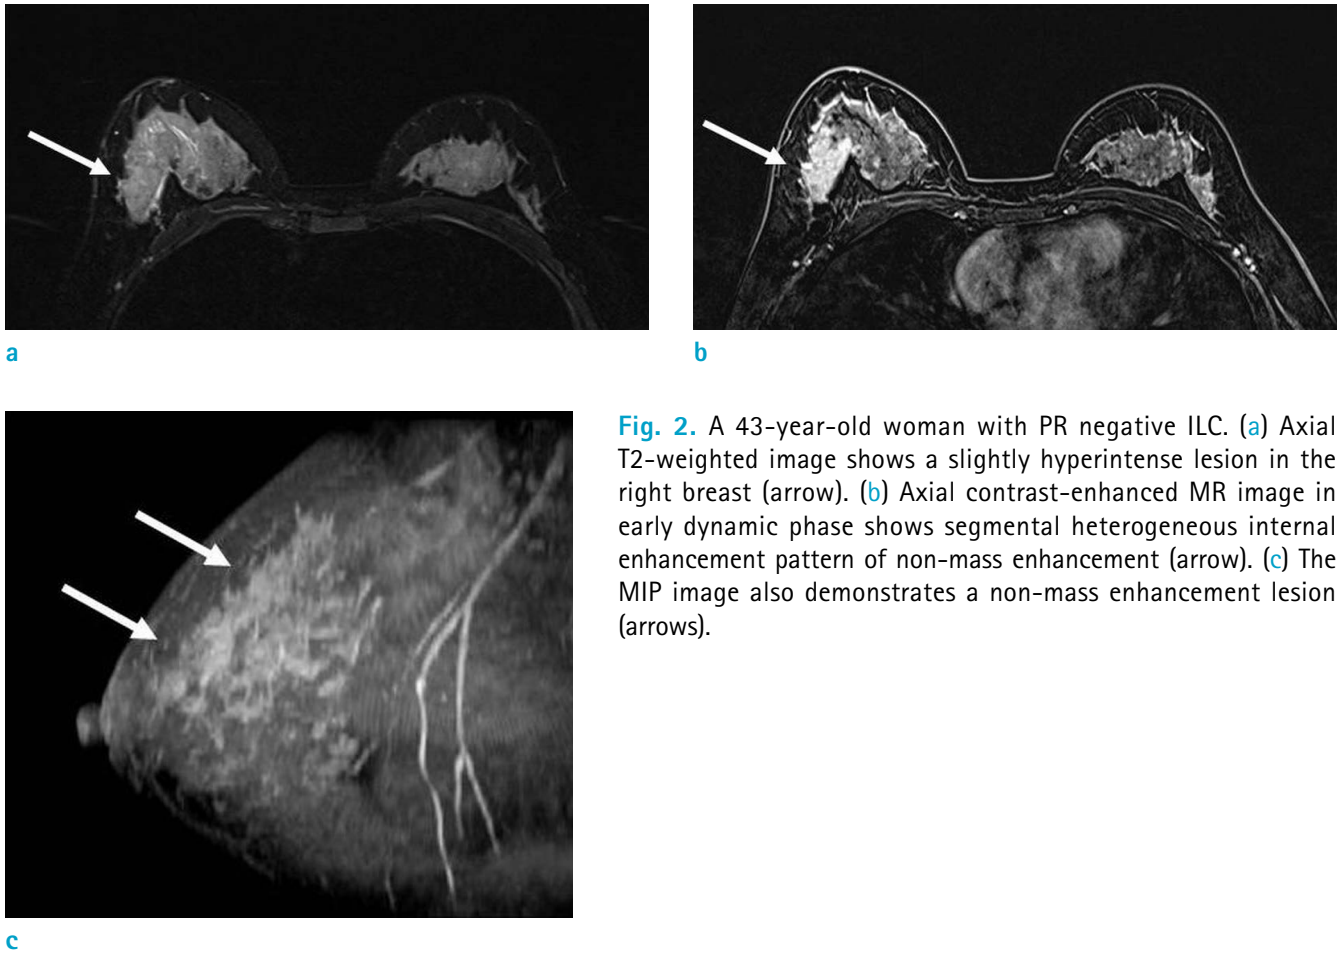 a
b
Fig. 2. A 43-year-old woman with PR negative ILC. (a) Axial
T2-weighted image shows a slightly hyperintense lesion in the
right breast (arrow). (b) Axial contrast-enhanced MR image in
early dynamic phase shows segmental heterogeneous internal
enhancement pattern of non-mass enhancement (arrow). (c) The
MIP image also demonstrates a non-mass enhancement lesion
(arrows).
c